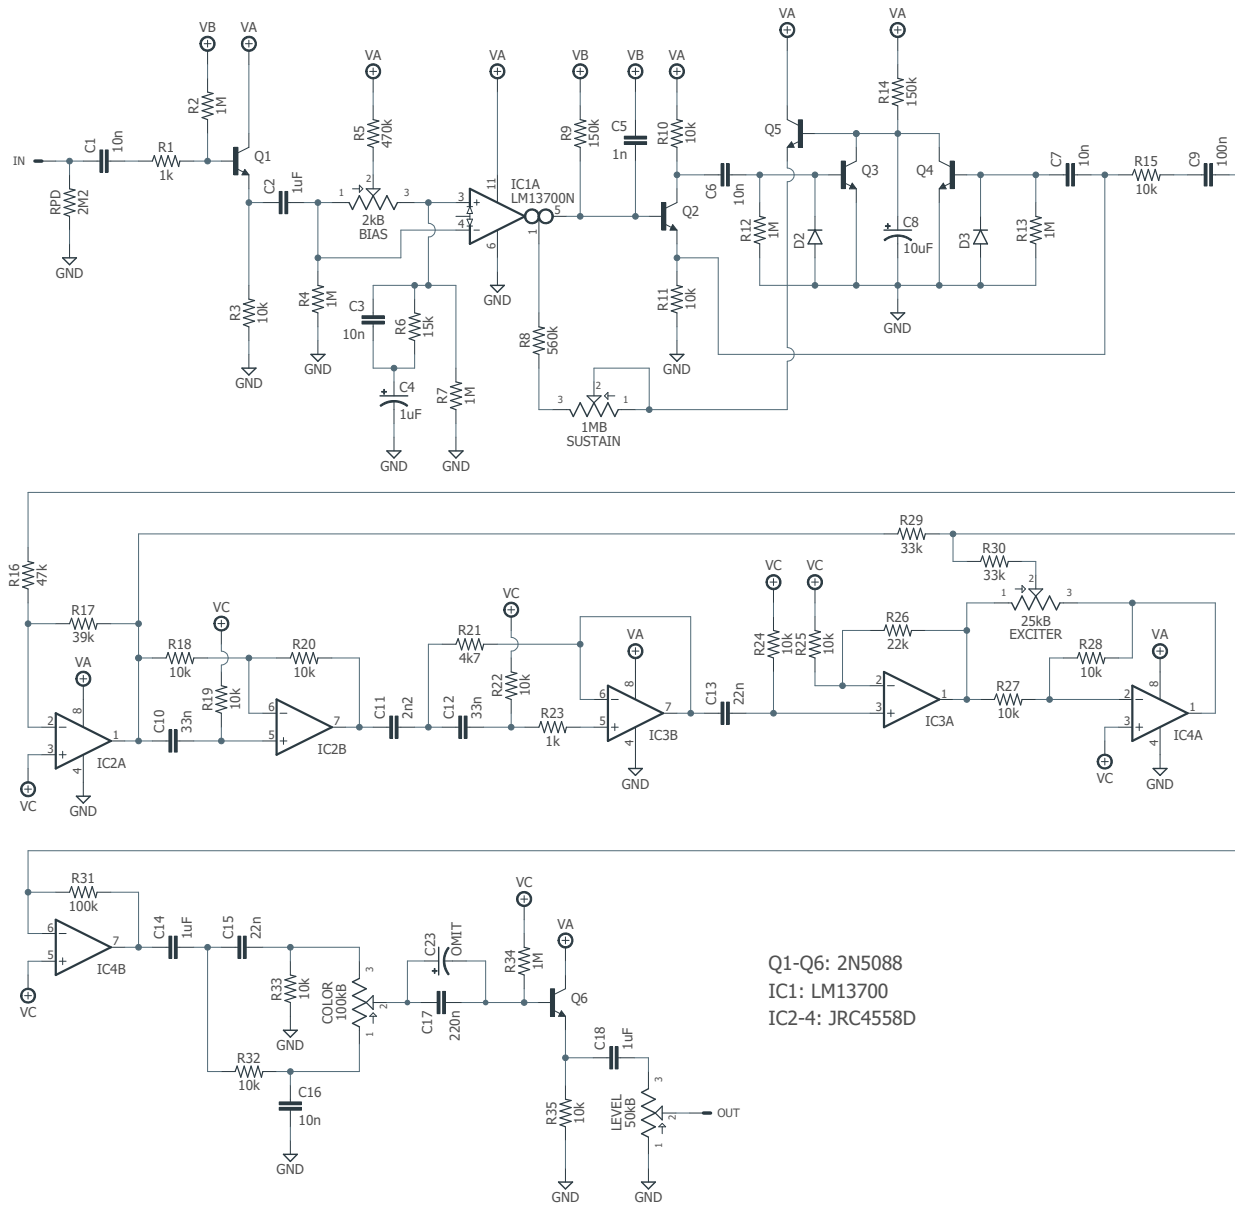 VB
VA
R2
1M
C1
10n
IN
R1
1k
Q1
RPD
2M2
GND
C2
1uF
R3
10k
GND
VA
R5
470k
1
2
3
2kB
BIAS
R4
1M
GND
C3
10n
R6
15k
C4
1uF
GND
R7
1M
GND
VA
11
IC1A
LM13700N
3
4
+
−
5
1
6
GND
R8
560k
3
2
1
1MB
SUSTAIN
VB
R9
150k
VB
C5
1n
VA
R10
10k
Q2
R11
10k
GND
C6
10n
R12
1M
D2
VA
Q5
Q3
VA
R14
150k
Q4
C8
10uF
GND
D3
R13
1M
C7
10n
R15
10k
C9
100n
R16
47k
R17
39k
VA
8
2
3
−
+
1
4
IC2A
VC
GND
R18
10k
C10
33n
VC
R19
10k
R20
10k
6
5
−
+
7
IC2B
C11
2n2
R21
4k7
C12
33n
VC
R22
10k
R23
1k
VA
8
6
5
−
+
7
4
IC3B
GND
C13
22n
VC
R24
10k
VC
R25
10k
R26
22k
2
3
−
+
1
IC3A
R29
33k
R30
33k
1
2
3
25kB
EXCITER
R27
10k
R28
10k
VA
8
2
3
−
+
1
4
IC4A
VC
GND
R31
100k
6
5
−
+
7
IC4B
VC
C14
1uF
C15
22n
R33
10k
GND
R32
10k
C16
10n
GND
COLOR
100kB
3
2
1
C23
OMIT
C17
220n
VC
R34
1M
VA
Q6
R35
10k
GND
C18
1uF
LEVEL
50kB
3
2
1
OUT
GND
Q1-Q6: 2N5088
IC1: LM13700
IC2-4: JRC4558D